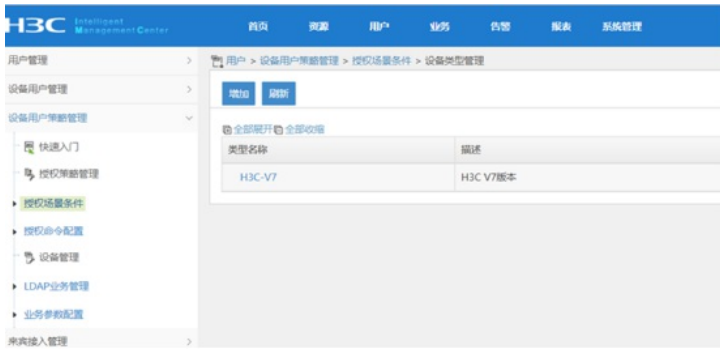 H3C Intelligent Management Center
首页 资源 用户 业务 告警 报表 系统管理
用户管理
设备用户管理
设备用户策略管理
快速入门
授权策略管理
授权场景条件
授权命令配置
设备管理
LDAP业务管理
业务参数配置
来宾接入管理
用户 > 设备用户策略管理 > 授权场景条件 > 设备类型管理
增加 刷新
全部展开 全部收缩
类型名称 描述
H3C-V7 H3C V7版本